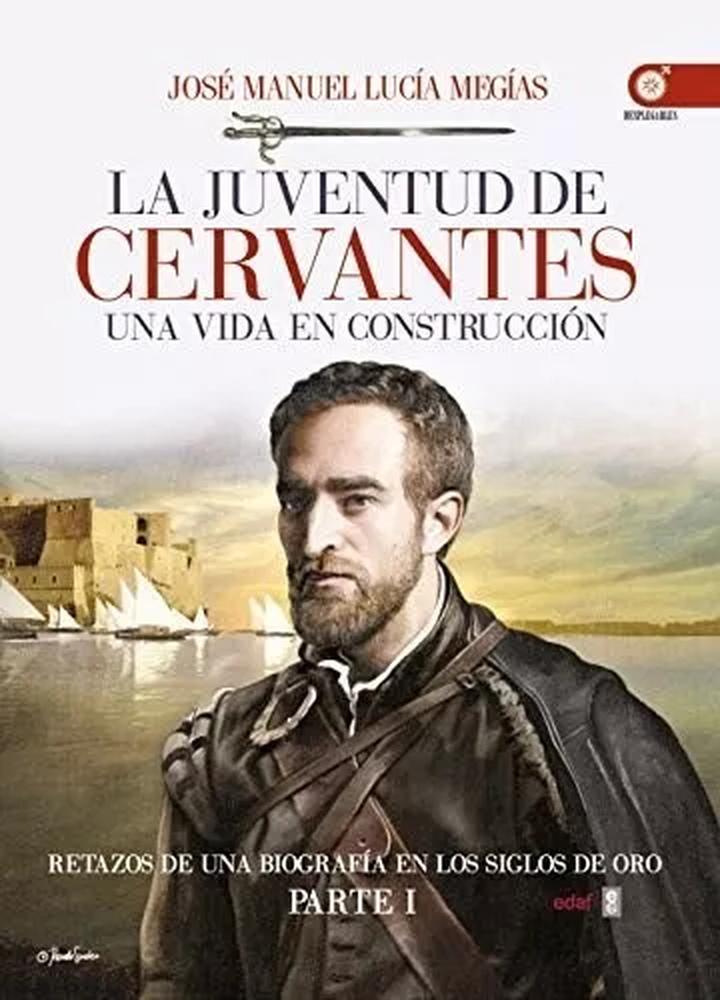 JOSÉ MANUEL LUCÍA MEGÍAS
DESPLEGABLES
LA JUVENTUD DE
CERVANTES
UNA VIDA EN CONSTRUCCIÓN
RETAZOS DE UNA BIOGRAFÍA EN LOS SIGLOS DE ORO
PARTE I
edaf